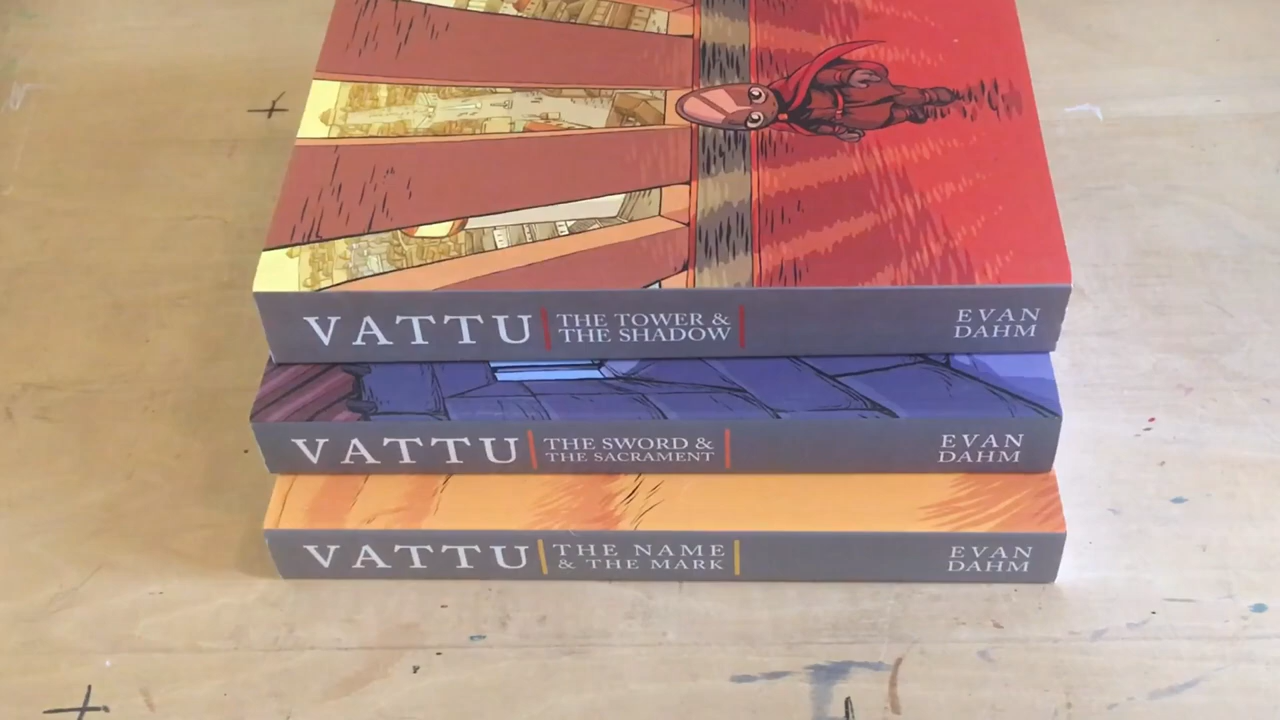 VATTU
THE TOWER &
THE SHADOW
EVAN
DAHM
VATTU
THE SWORD &
THE SACRAMENT
EVAN
DAHM
VATTU
THE NAME
& THE MARK
EVAN
DAHM